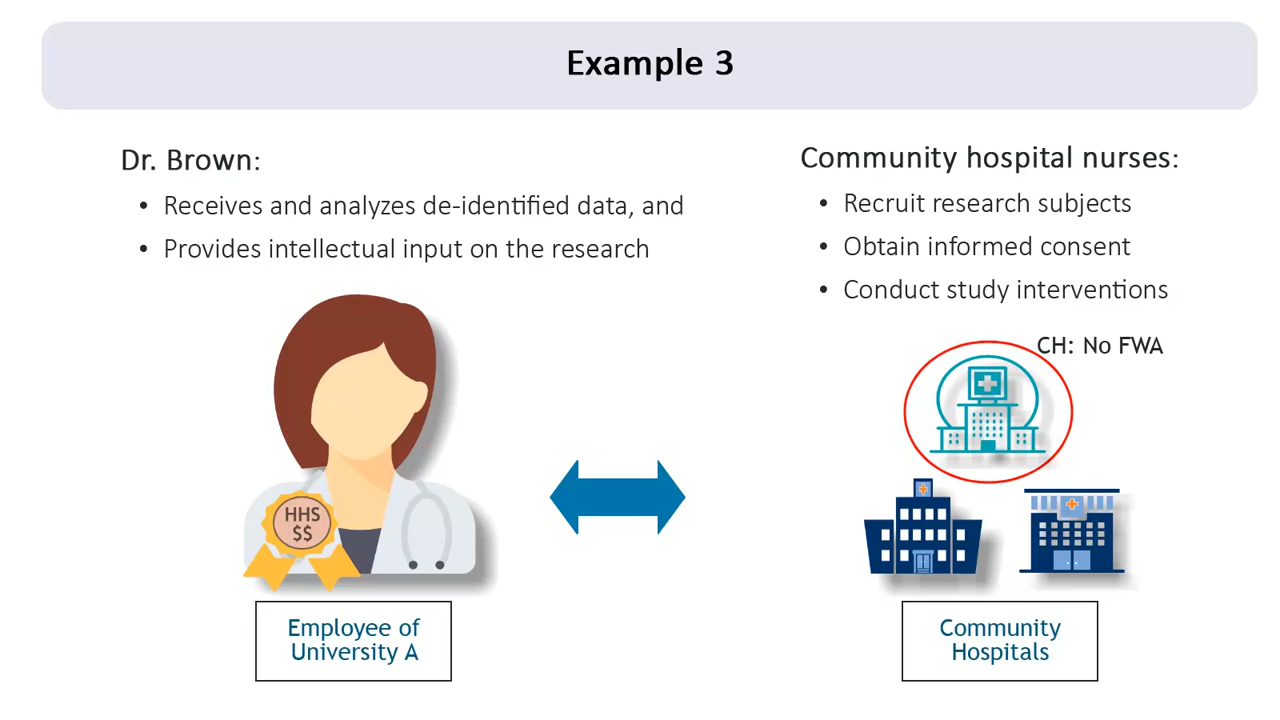 Example 3
Dr. Brown:
• Receives and analyzes de-identified data, and
• Provides intellectual input on the research
Community hospital nurses:
• Recruit research subjects
• Obtain informed consent
• Conduct study interventions
CH: No FWA
HHS
$$
Employee of
University A
Community
Hospitals